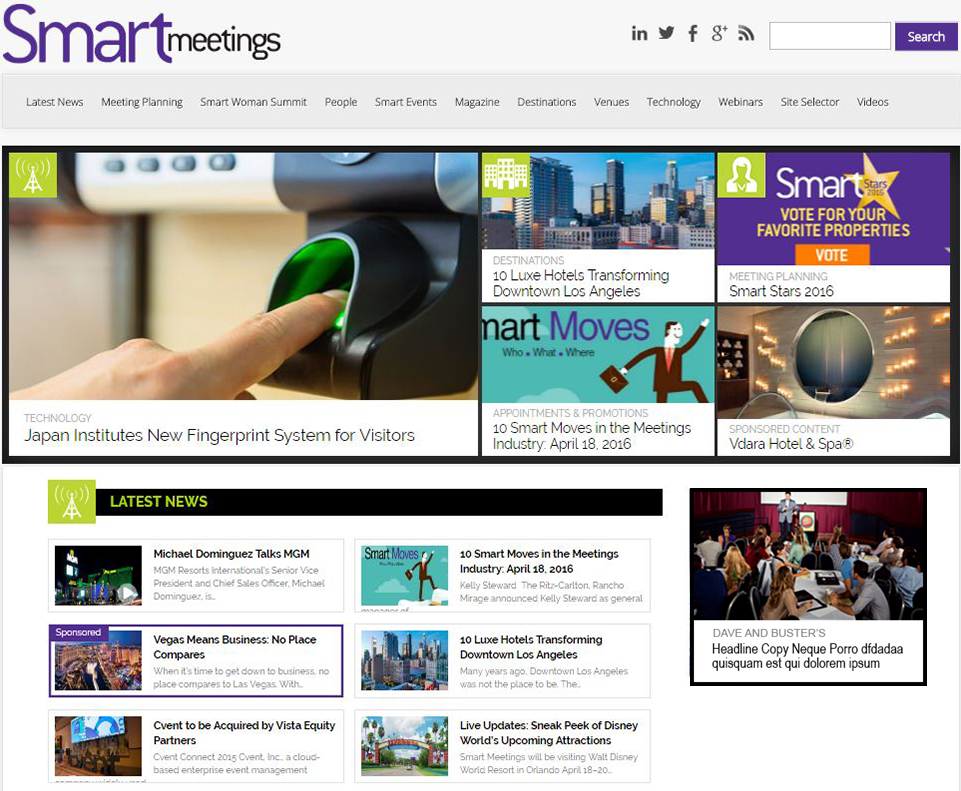 Smartmeetings
in f g+
Search
Latest News Meeting Planning Smart Woman Summit People Smart Events Magazine Destinations Venues Technology Webinars Site Selector Videos
TECHNOLOGY
Japan Institutes New Fingerprint System for Visitors
DESTINATIONS
10 Luxe Hotels Transforming
Downtown Los Angeles
Smart Stars
2016
VOTE FOR YOUR
FAVORITE PROPERTIES
VOTE
MEETING PLANNING
Smart Stars 2016
mart Moves
Who • What • Where
APPOINTMENTS & PROMOTIONS
10 Smart Moves in the Meetings
Industry: April 18, 2016
SPONSORED CONTENT
Vdara Hotel & Spa®
LATEST NEWS
Michael Dominguez Talks MGM
MGM Resorts International's Senior Vice
President and Chief Sales Officer, Michael
Dominguez, is...
Smart Moves
10 Smart Moves in the Meetings
Industry: April 18, 2016
Kelly Steward The Ritz-Carlton, Rancho
Mirage announced Kelly Steward as general
manager of
Sponsored
Vegas Means Business: No Place
Compares
When it's time to get down to business, no
place compares to Las Vegas. With...
10 Luxe Hotels Transforming
Downtown Los Angeles
Many years ago, Downtown Los Angeles
was not the place to be. The...
Cvent to be Acquired by Vista Equity
Partners
Cvent Connect 2015 Cvent, Inc., a cloud-
based enterprise event management
company widely used
Live Updates: Sneak Peek of Disney
World's Upcoming Attractions
Smart Meetings will be visiting Walt Disney
World Resort in Orlando April 18–20...
DAVE AND BUSTER'S
Headline Copy Neque Porro dfdadaa
quisquam est qui dolorem ipsum